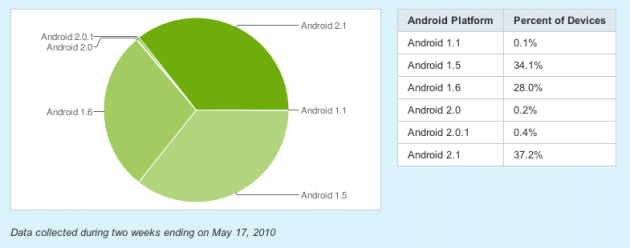 Android 2.1
Android 2.0.1
Android 2.0
Android 1.6
Android 1.1
Android 1.5
Android Platform Percent of Devices
Android 1.1 0.1%
Android 1.5 34.1%
Android 1.6 28.0%
Android 2.0 0.2%
Android 2.0.1 0.4%
Android 2.1 37.2%
Data collected during two weeks ending on May 17, 2010